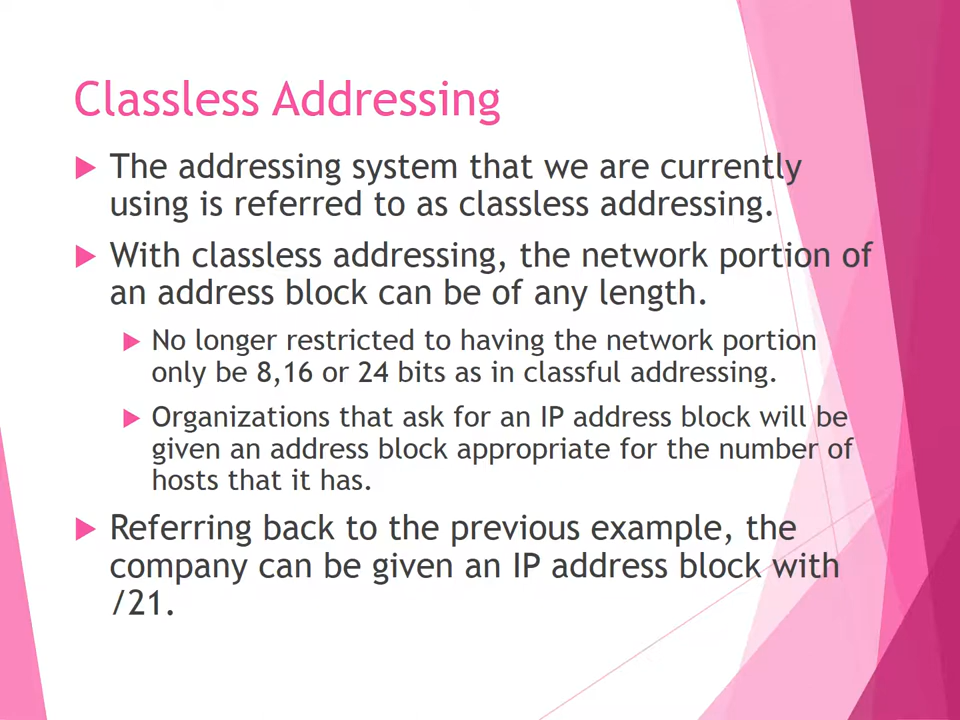 Classless Addressing
The addressing system that we are currently
using is referred to as classless addressing.
With classless addressing, the network portion of
an address block can be of any length.
No longer restricted to having the network portion
only be 8,16 or 24 bits as in classful addressing.
Organizations that ask for an IP address block will be
given an address block appropriate for the number of
hosts that it has.
Referring back to the previous example, the
company can be given an IP address block with
/21.